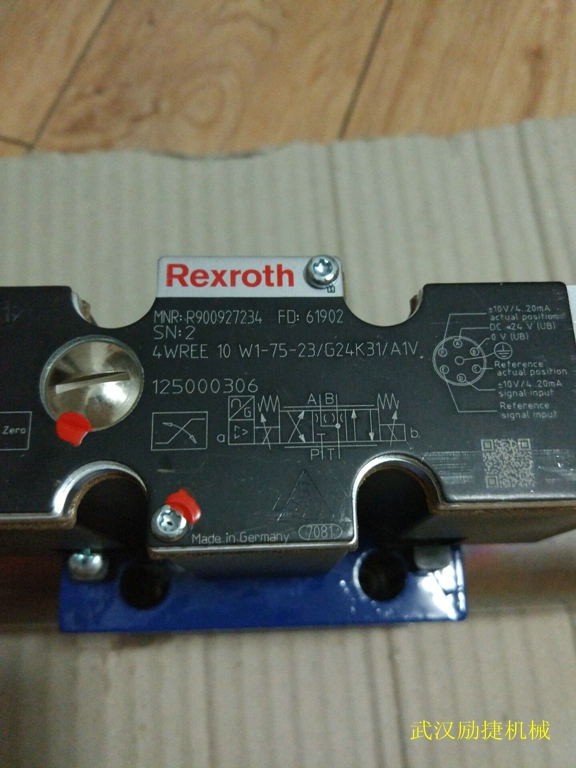 Rexroth
MNR: R900927234 FD: 61902
SN: 2
4WREE 10 W1-75-23/G24K31/A1V
125000306
Zero
G
A B
a
b
T
P T
Made in Germany 7081
±10V/4..20mA
actual position
DC =24 V (UB)
0 V (UB)
Reference
actual position
±10V/4..20mA
signal input
Reference
signal input
武汉励捷机械